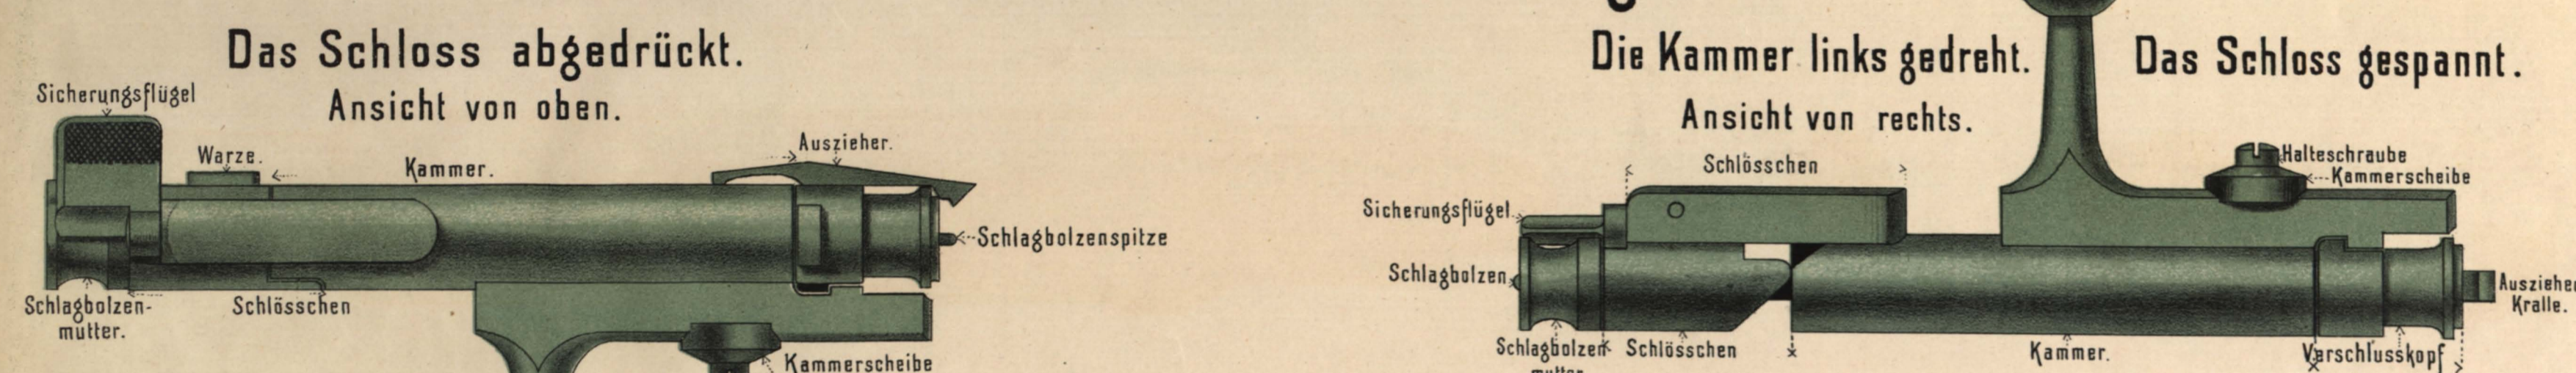 Das Schloss abgedrückt.
Ansicht von oben.
Sicherungsflügel
Warze.
Kammer.
Auszieher.
Schlagbolzenspitze
Schlagbolzen-
mutter.
Schlösschen
Kammerscheibe
Die Kammer links gedreht.
Das Schloss gespannt.
Ansicht von rechts.
Schlösschen
Halteschraube
Kammerscheibe
Sicherungsflügel
Schlagbolzen
Auszieher
Kralle.
Schlagbolzen
mutter
Schlösschen
Kammer.
Verschlusskopf